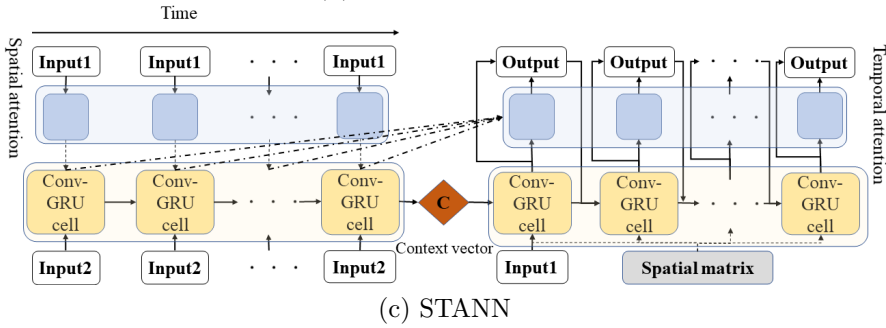 Time
Spatial attention
Input1 Input1 · · · Input1
Output Output · · · Output
Temporal attention
· · ·
· · ·
Conv-GRU cell Conv-GRU cell · · · Conv-GRU cell
C
Conv-GRU cell Conv-GRU cell · · · Conv-GRU cell
Context vector
Input2 Input2 · · · Input2
Input1
Spatial matrix
(c) STANN